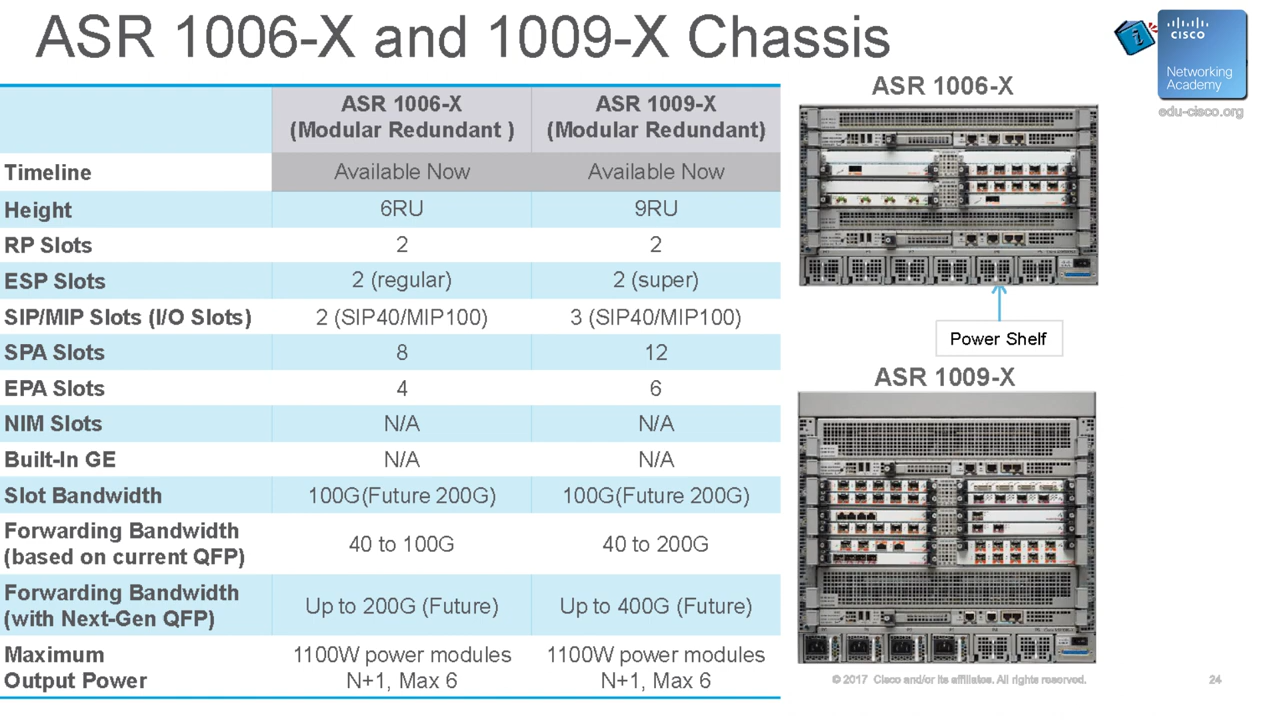 ASR 1006-X and 1009-X Chassis
CISCO
Networking
Academy
edu-cisco.org
ASR 1006-X
(Modular Redundant )
ASR 1009-X
(Modular Redundant)
Timeline Available Now Available Now
Height 6RU 9RU
RP Slots 2 2
ESP Slots 2 (regular) 2 (super)
SIP/MIP Slots (I/O Slots) 2 (SIP40/MIP100) 3 (SIP40/MIP100)
SPA Slots 8 12
EPA Slots 4 6
NIM Slots N/A N/A
Built-In GE N/A N/A
Slot Bandwidth 100G(Future 200G) 100G(Future 200G)
Forwarding Bandwidth
(based on current QFP) 40 to 100G 40 to 200G
Forwarding Bandwidth
(with Next-Gen QFP) Up to 200G (Future) Up to 400G (Future)
Maximum
Output Power
1100W power modules
N+1, Max 6
1100W power modules
N+1, Max 6
ASR 1006-X
Power Shelf
ASR 1009-X
© 2017 Cisco and/or its affiliates. All rights reserved.
24